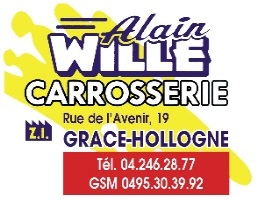 Alain
WILLE
CARROSSERIE
Rue de l'Avenir, 19
Z.I. GRACE-HOLLOGNE
Tél. 04.246.28.77
GSM 0495.30.39.92